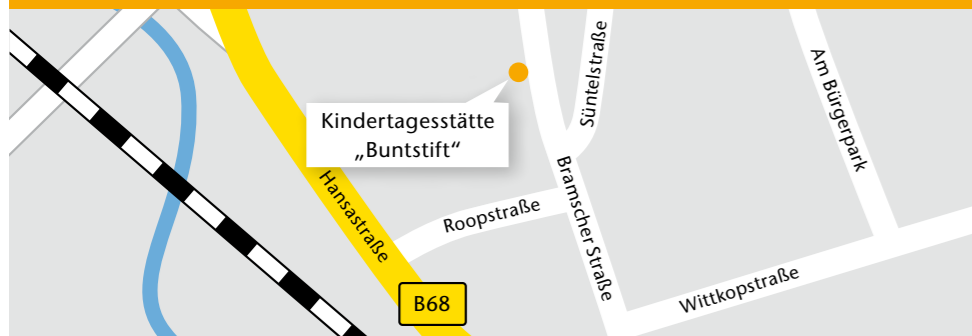 Kindertagesstätte
„Buntstift“
Süntelstraße
Am Bürgerpark
Hansastraße
Roopstraße
Bramscher Straße
Wittkopstraße
B68